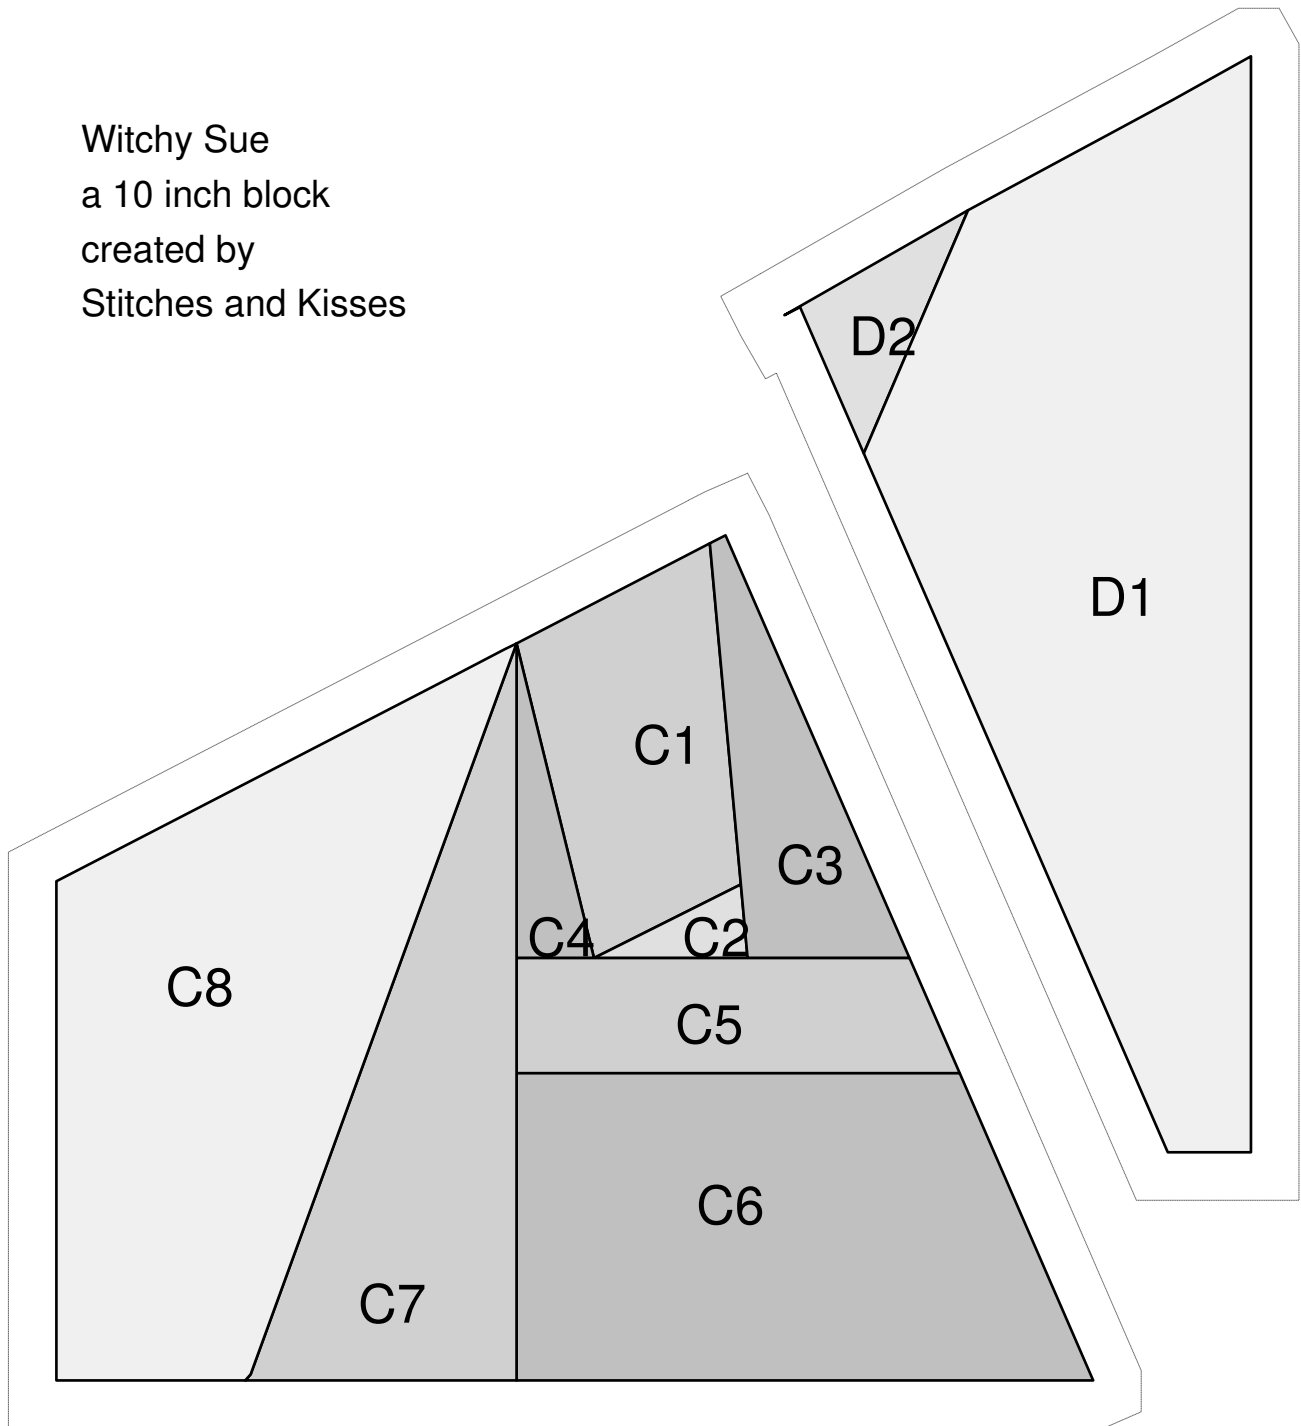 Witchy Sue
a 10 inch block
created by
Stitches and Kisses
D2
D1
C1
C3
C4
C2
C8
C5
C6
C7